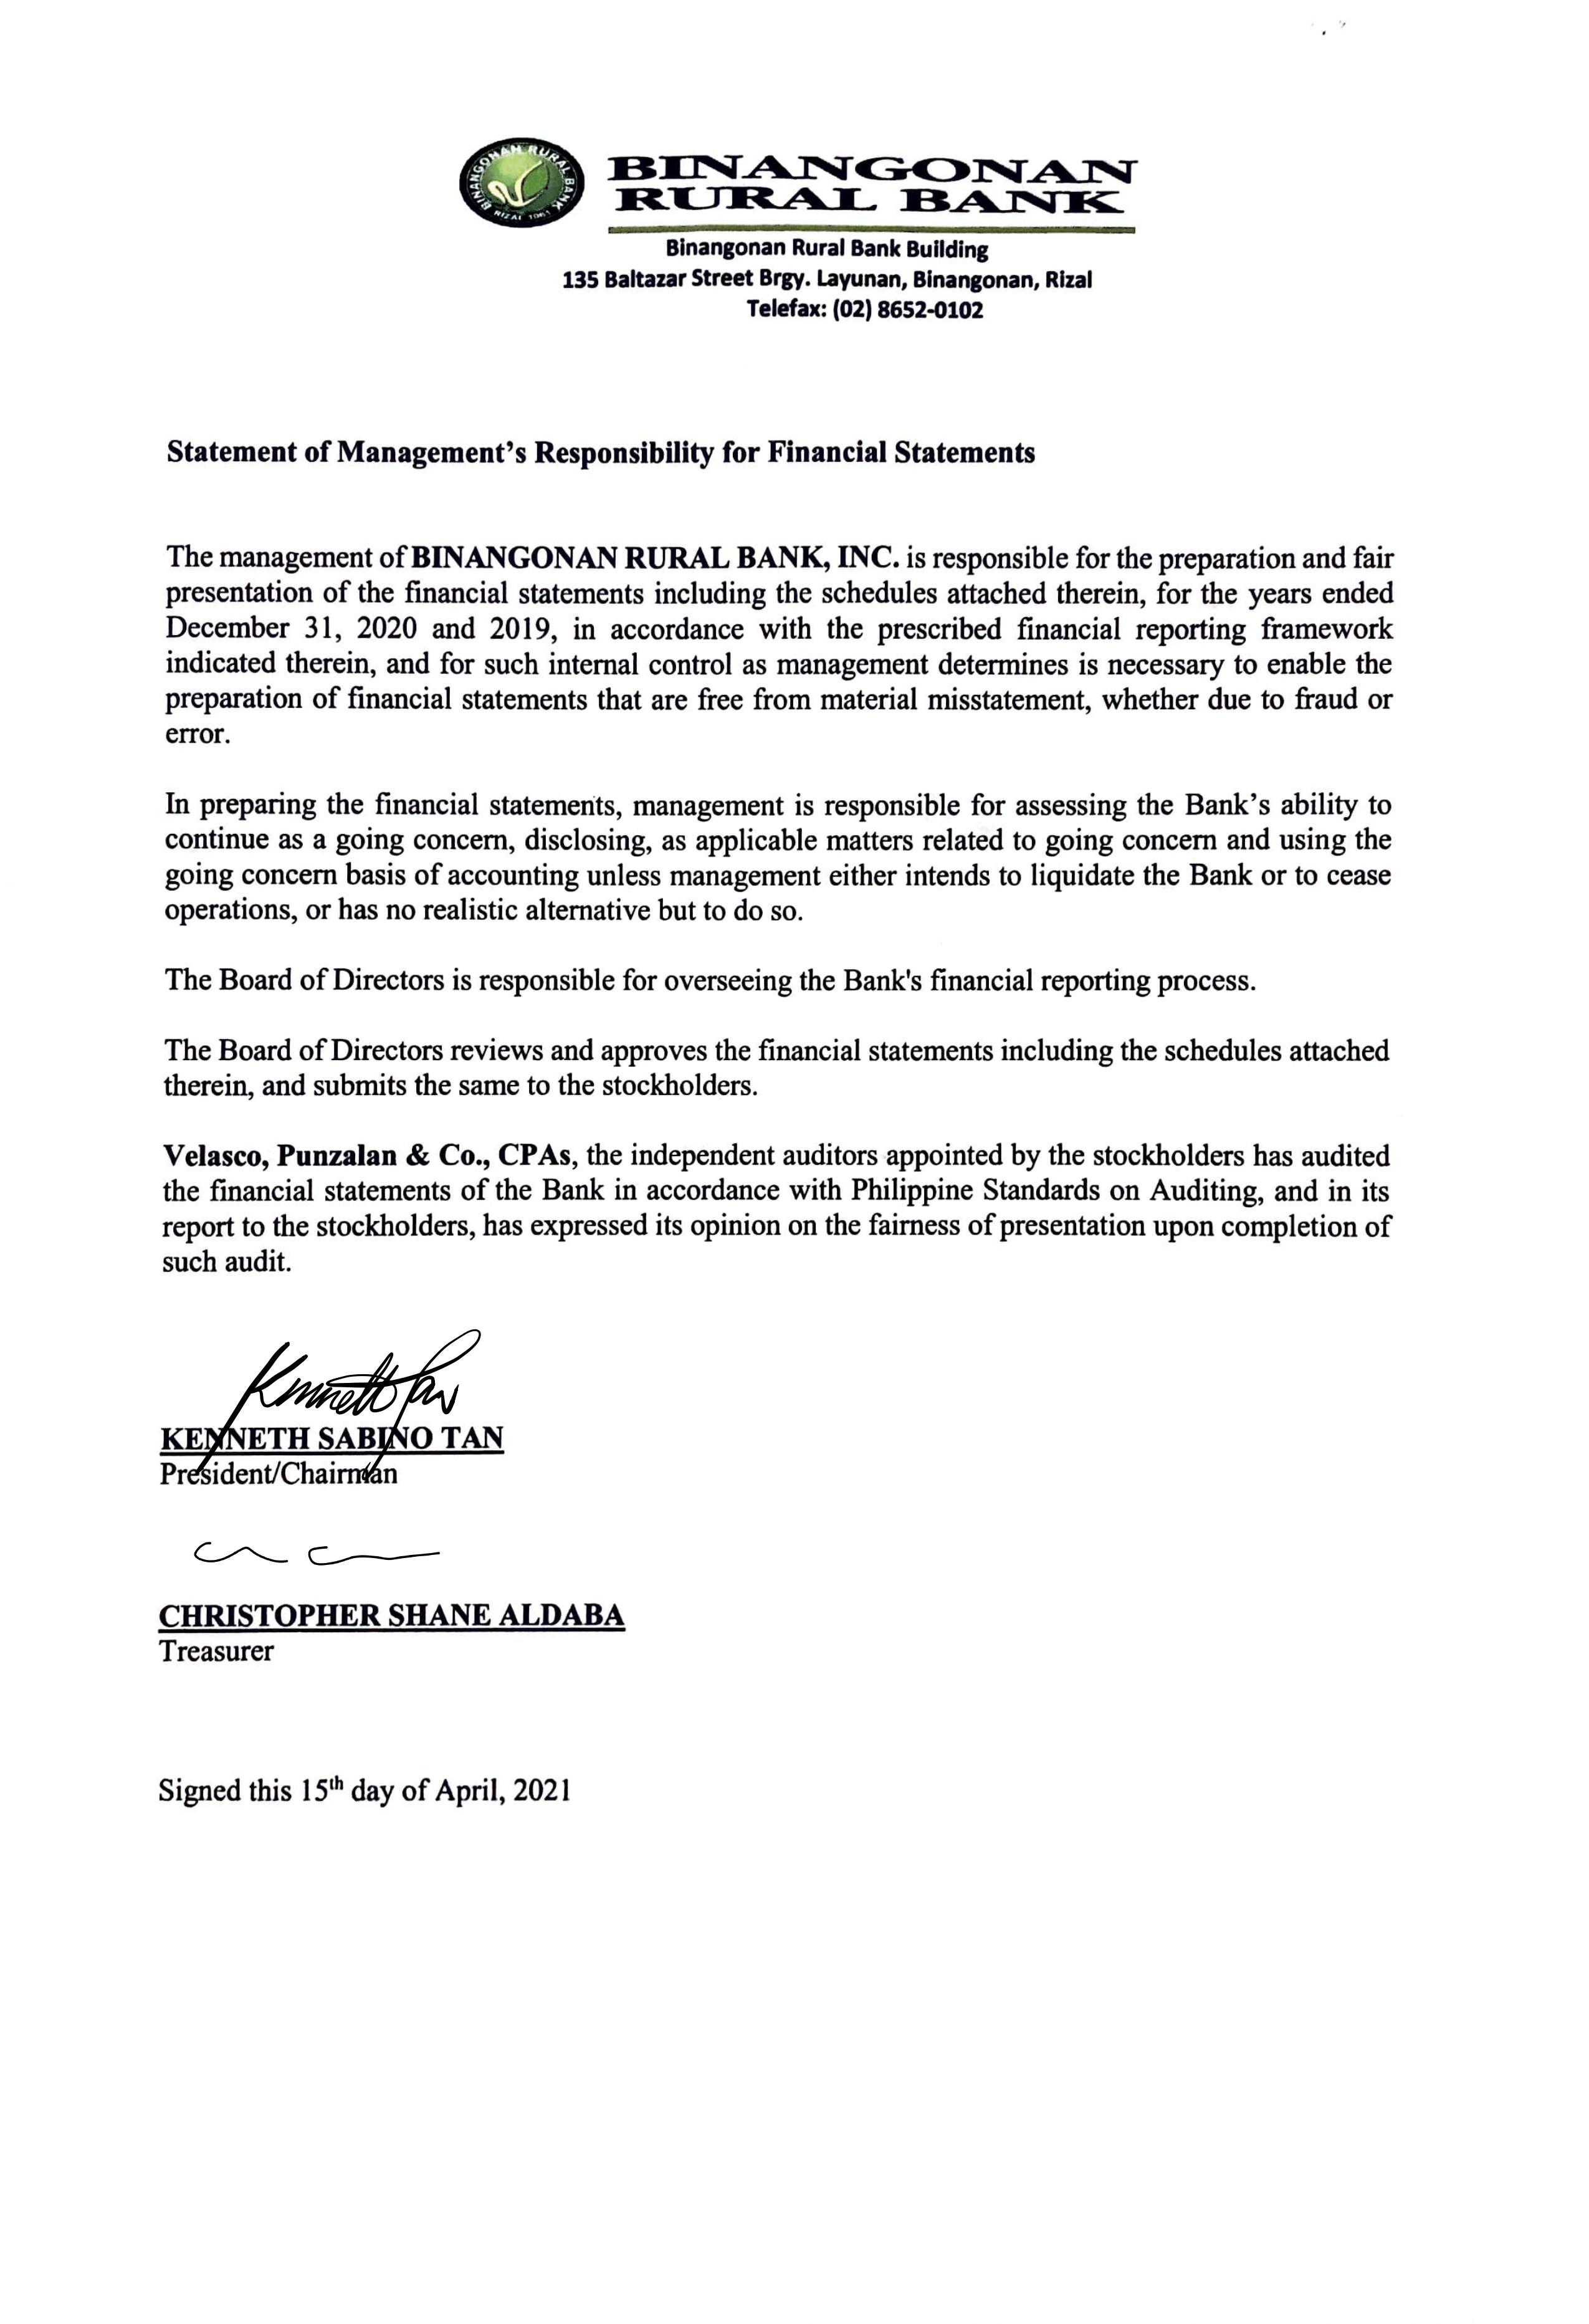 BINANGONAN RURAL BANK
RIZAL 1961
BINANGONAN
RURAL BANK
Binangonan Rural Bank Building
135 Baltazar Street Brgy. Layunan, Binangonan, Rizal
Telefax: (02) 8652-0102
Statement of Management’s Responsibility for Financial Statements
The management of BINANGONAN RURAL BANK, INC. is responsible for the preparation and fair
presentation of the financial statements including the schedules attached therein, for the years ended
December 31, 2020 and 2019, in accordance with the prescribed financial reporting framework
indicated therein, and for such internal control as management determines is necessary to enable the
preparation of financial statements that are free from material misstatement, whether due to fraud or
error.
In preparing the financial statements, management is responsible for assessing the Bank’s ability to
continue as a going concern, disclosing, as applicable matters related to going concern and using the
going concern basis of accounting unless management either intends to liquidate the Bank or to cease
operations, or has no realistic alternative but to do so.
The Board of Directors is responsible for overseeing the Bank's financial reporting process.
The Board of Directors reviews and approves the financial statements including the schedules attached
therein, and submits the same to the stockholders.
Velasco, Punzalan & Co., CPAs, the independent auditors appointed by the stockholders has audited
the financial statements of the Bank in accordance with Philippine Standards on Auditing, and in its
report to the stockholders, has expressed its opinion on the fairness of presentation upon completion of
such audit.
Kenneth Tan
KENNETH SABINO TAN
President/Chairman
CHRISTOPHER SHANE ALDABA
Treasurer
Signed this 15th day of April, 2021